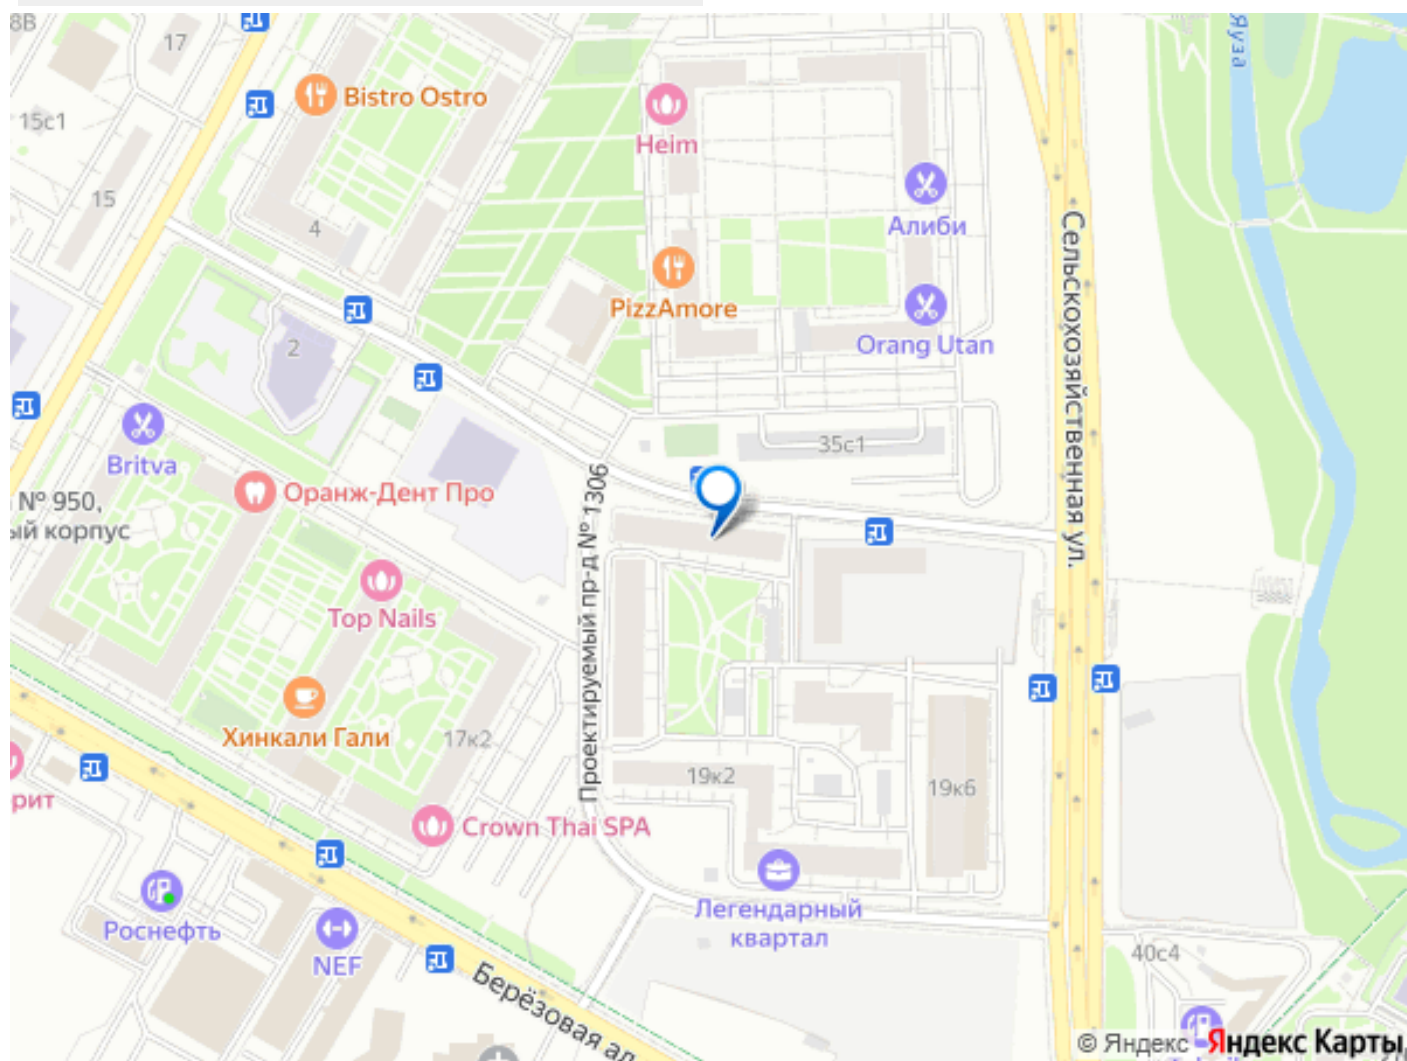 8В
17
Яуза
Bistro Ostro
15с1
Heim
15
4
Алиби
PizzAmore
Сельскохозяйственная ул.
2
Orang Utan
35с1
Britva
Оранж-Дент Про
№ 950,
ый корпус
Проектируемый пр-д № 1306
Top Nails
Хинкали Гали
17к2
19к2
19к6
рит
Crown Thai SPA
Легендарный
квартал
Роснефть
NEF
40с4
Берёзовая ал
© Яндекс Яндекс Карты